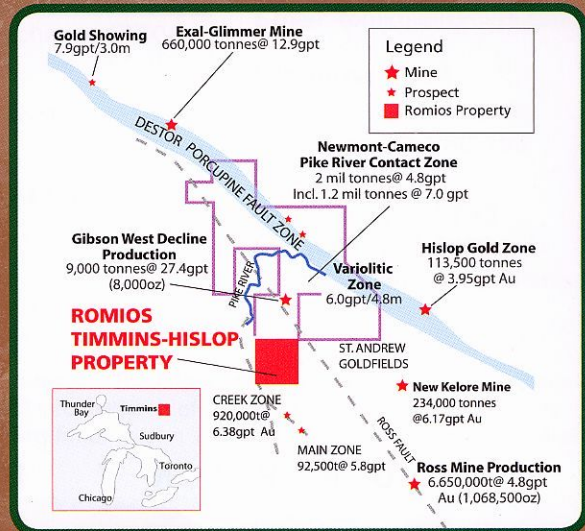 Gold Showing
7.9gpt/3.0m
Exal-Glimmer Mine
660,000 tonnes@ 12.9gpt
Legend
Mine
Prospect
Romios Property
DESTOR PORCUPINE FAULT ZONE
Newmont-Cameco
Pike River Contact Zone
2 mil tonnes @ 4.8gpt
Incl. 1.2 mil tonnes @ 7.0 gpt
Gibson West Decline
Production
9,000 tonnes@ 27.4gpt
(8,000oz)
PIKE RIVER
Variolitic
Zone
6.0gpt/4.8m
Hislop Gold Zone
113,500 tonnes
@ 3.95gpt Au
ROMIOS
TIMMINS-HISLOP
PROPERTY
ST. ANDREW
GOLDFIELDS
New Kelore Mine
234,000 tonnes
@6.17gpt Au
CREEK ZONE
920,000t@
6.38gpt Au
MAIN ZONE
92,500t@ 5.8gpt
ROSS FAULT
Ross Mine Production
6.650,000t@ 4.8gpt
Au (1,068,500oz)
Thunder
Bay
Timmins
Sudbury
Toronto
Chicago